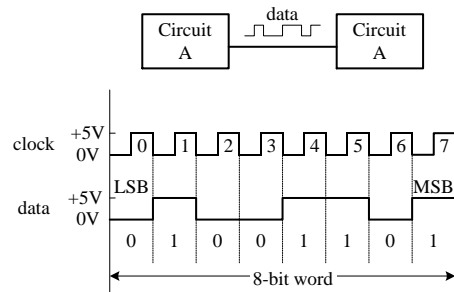 data
Circuit A
Circuit A
clock
+5V
0V
0 1 2 3 4 5 6 7
LSB
MSB
data
+5V
0V
0 1 0 0 1 1 0 1
8-bit word